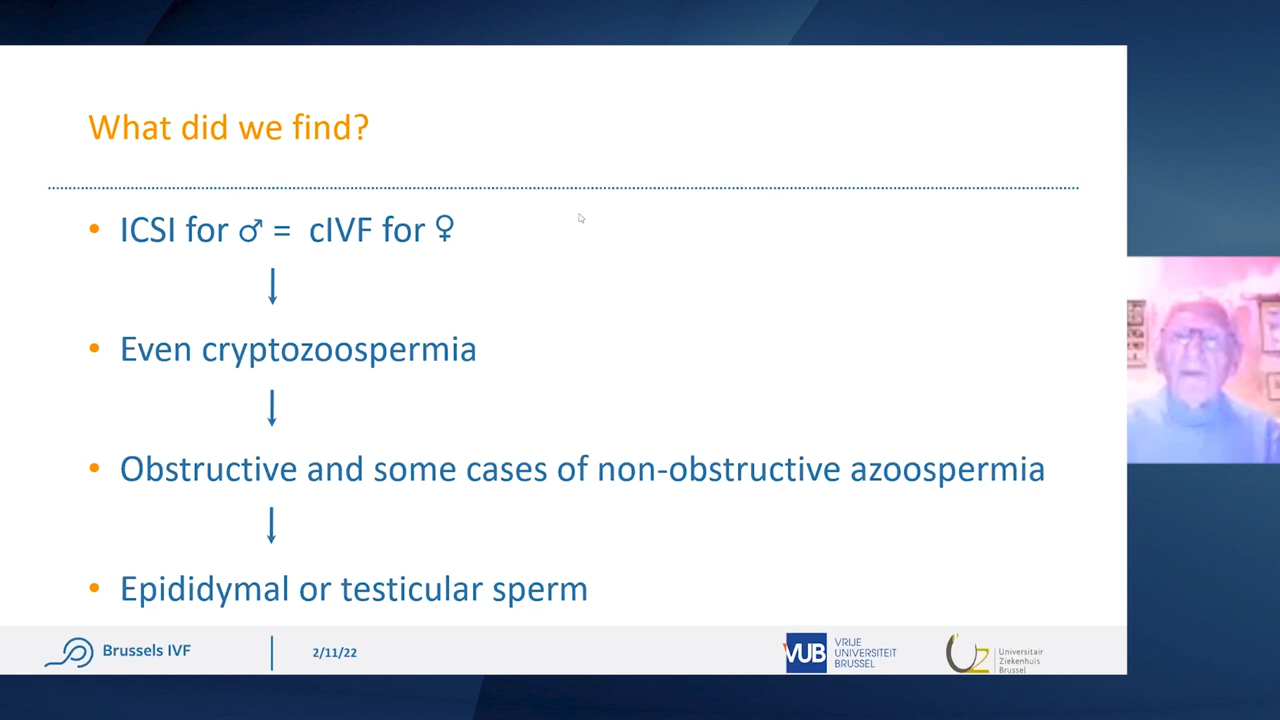 What did we find?
• ICSI for ♂ = cIVF for ♀
↓
• Even cryptozoospermia
↓
• Obstructive and some cases of non-obstructive azoospermia
↓
• Epididymal or testicular sperm
Brussels IVF
2/11/22
VUB
VRIJE
UNIVERSITEIT
BRUSSEL
UZ
Universitair
Ziekenhuis
Brussel